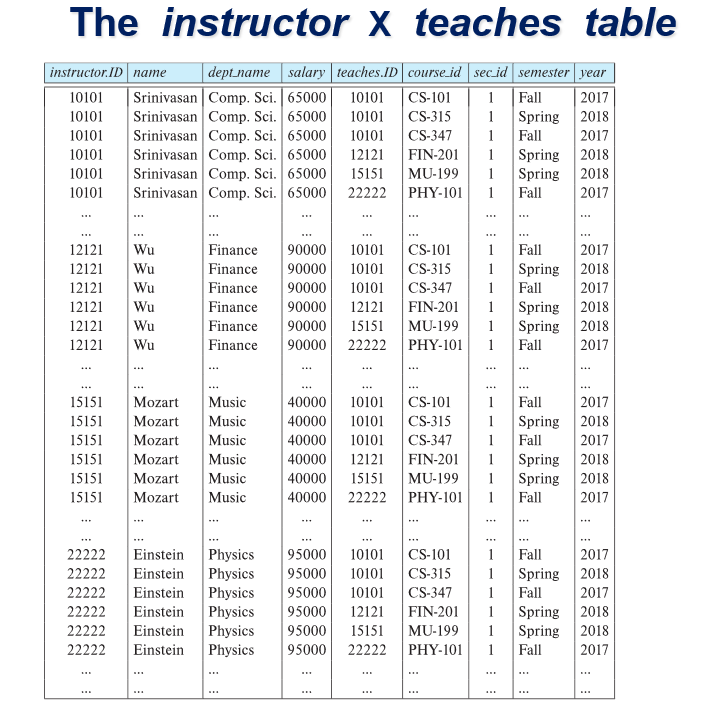 The instructor X teaches table
instructor.ID name dept_name salary teaches.ID course_id sec_id semester year
10101 Srinivasan Comp. Sci. 65000 10101 CS-101 1 Fall 2017
10101 Srinivasan Comp. Sci. 65000 10101 CS-315 1 Spring 2018
10101 Srinivasan Comp. Sci. 65000 10101 CS-347 1 Fall 2017
10101 Srinivasan Comp. Sci. 65000 12121 FIN-201 1 Spring 2018
10101 Srinivasan Comp. Sci. 65000 15151 MU-199 1 Spring 2018
10101 Srinivasan Comp. Sci. 65000 22222 PHY-101 1 Fall 2017
... ... ... ... ... ... ... ... ...
... ... ... ... ... ... ... ... ...
12121 Wu Finance 90000 10101 CS-101 1 Fall 2017
12121 Wu Finance 90000 10101 CS-315 1 Spring 2018
12121 Wu Finance 90000 10101 CS-347 1 Fall 2017
12121 Wu Finance 90000 12121 FIN-201 1 Spring 2018
12121 Wu Finance 90000 15151 MU-199 1 Spring 2018
12121 Wu Finance 90000 22222 PHY-101 1 Fall 2017
... ... ... ... ... ... ... ... ...
... ... ... ... ... ... ... ... ...
15151 Mozart Music 40000 10101 CS-101 1 Fall 2017
15151 Mozart Music 40000 10101 CS-315 1 Spring 2018
15151 Mozart Music 40000 10101 CS-347 1 Fall 2017
15151 Mozart Music 40000 12121 FIN-201 1 Spring 2018
15151 Mozart Music 40000 15151 MU-199 1 Spring 2018
15151 Mozart Music 40000 22222 PHY-101 1 Fall 2017
... ... ... ... ... ... ... ... ...
... ... ... ... ... ... ... ... ...
22222 Einstein Physics 95000 10101 CS-101 1 Fall 2017
22222 Einstein Physics 95000 10101 CS-315 1 Spring 2018
22222 Einstein Physics 95000 10101 CS-347 1 Fall 2017
22222 Einstein Physics 95000 12121 FIN-201 1 Spring 2018
22222 Einstein Physics 95000 15151 MU-199 1 Spring 2018
22222 Einstein Physics 95000 22222 PHY-101 1 Fall 2017
... ... ... ... ... ... ... ... ...
... ... ... ... ... ... ... ... ...